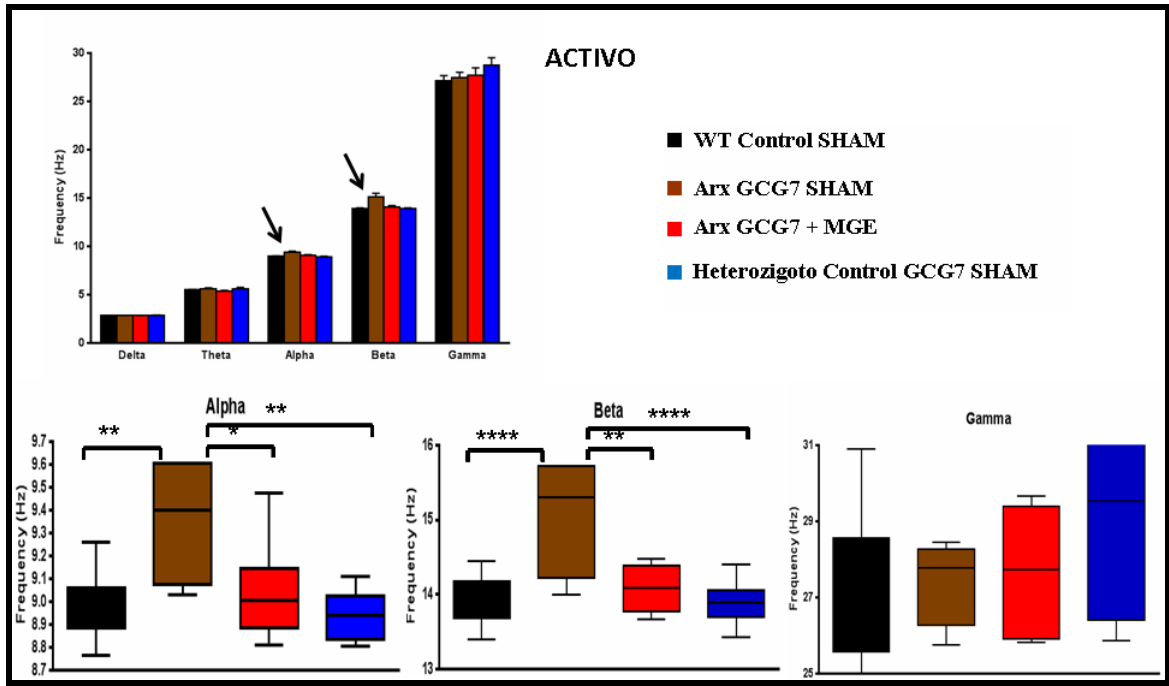 ACTIVO
30
25
20
15
10
5
0
Frequency (Hz)
Delta Theta Alpha Beta Gamma
WT Control SHAM
Arx GCG7 SHAM
Arx GCG7 + MGE
Heterozigoto Control GCG7 SHAM
Alpha
**
**
*
9.7
9.6
9.5
9.4
9.3
9.2
9.1
9.0
8.9
8.8
8.7
Frequency (Hz)
Beta
****
****
**
16
15
14
13
Frequency (Hz)
Gamma
31
29
27
25
Frequency (Hz)